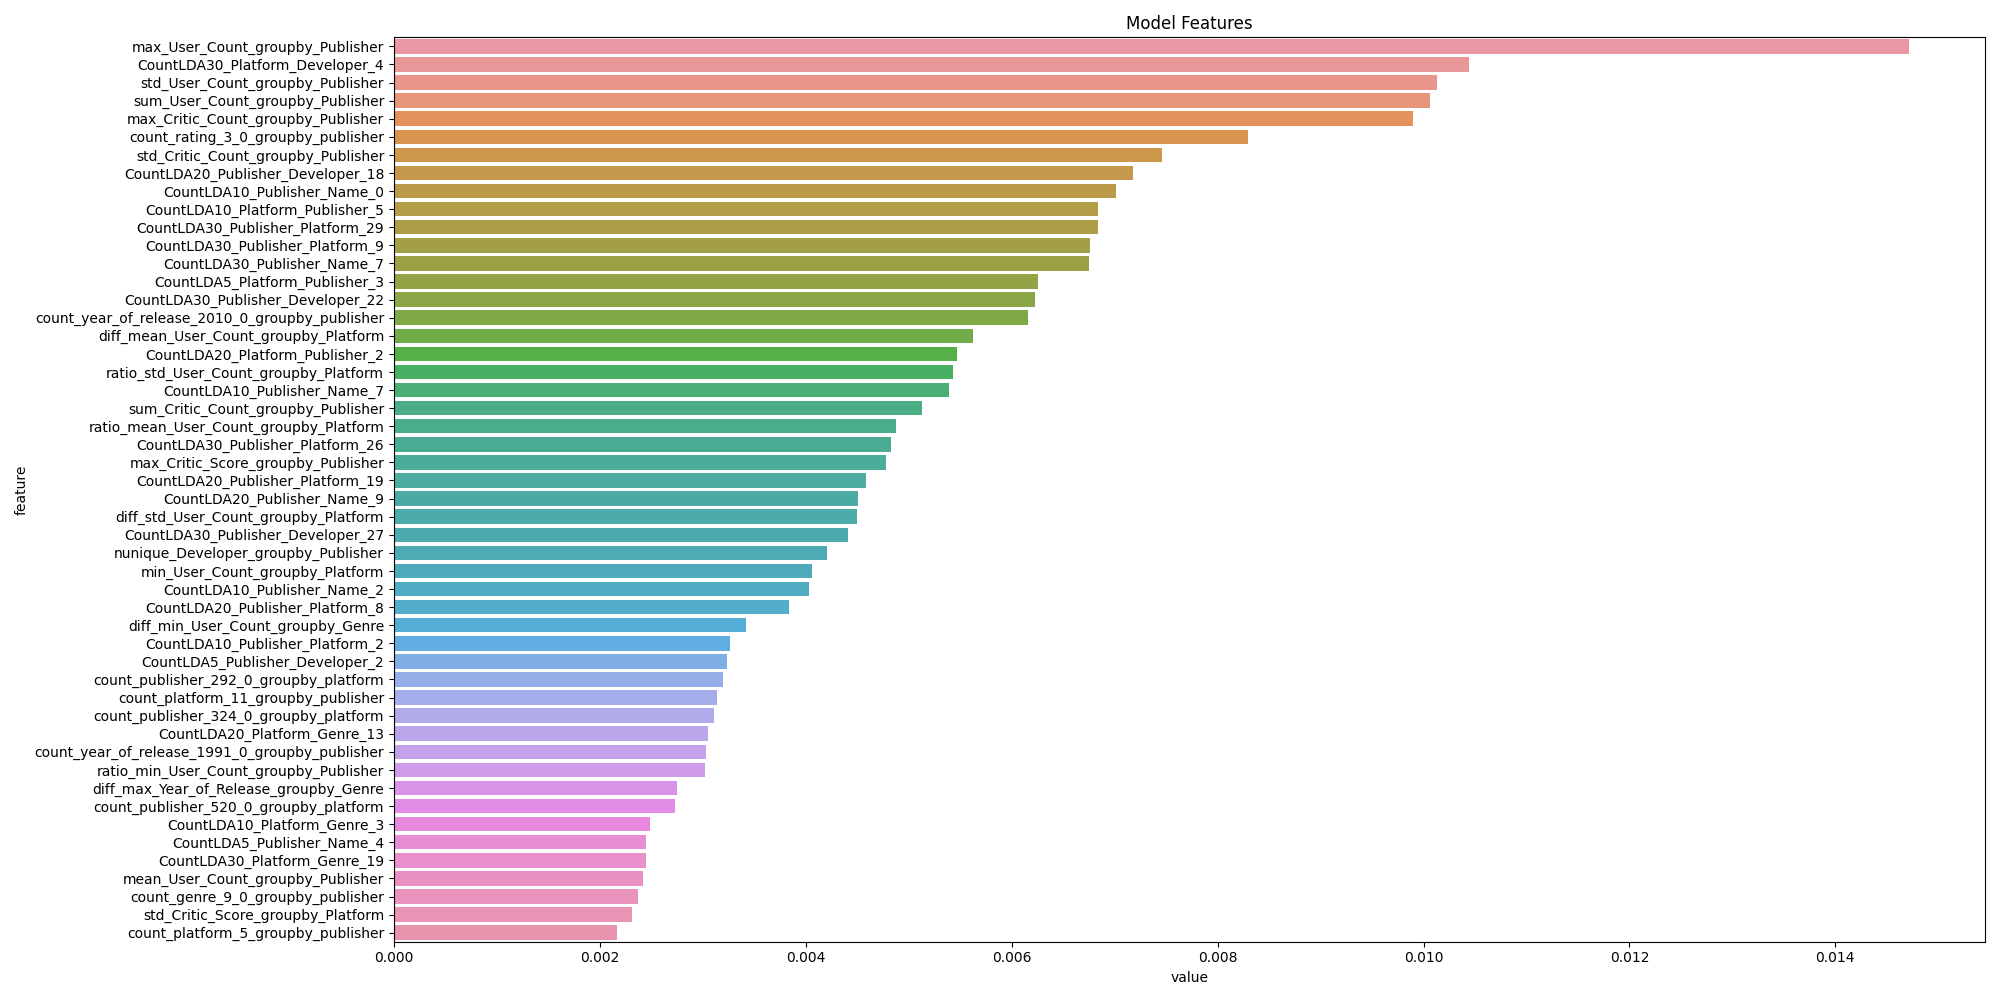 Model Features
max_User_Count_groupby_Publisher
CountLDA30_Platform_Developer_4
std_User_Count_groupby_Publisher
sum_User_Count_groupby_Publisher
max_Critic_Count_groupby_Publisher
count_rating_3_0_groupby_publisher
std_Critic_Count_groupby_Publisher
CountLDA20_Publisher_Developer_18
CountLDA10_Publisher_Name_0
CountLDA10_Platform_Publisher_5
CountLDA30_Publisher_Platform_29
CountLDA30_Publisher_Platform_9
CountLDA30_Publisher_Name_7
CountLDA5_Platform_Publisher_3
CountLDA30_Publisher_Developer_22
count_year_of_release_2010_0_groupby_publisher
diff_mean_User_Count_groupby_Platform
CountLDA20_Platform_Publisher_2
ratio_std_User_Count_groupby_Platform
CountLDA10_Publisher_Name_7
sum_Critic_Count_groupby_Publisher
ratio_mean_User_Count_groupby_Platform
CountLDA30_Publisher_Platform_26
max_Critic_Score_groupby_Publisher
CountLDA20_Publisher_Platform_19
CountLDA20_Publisher_Name_9
diff_std_User_Count_groupby_Platform
CountLDA30_Publisher_Developer_27
nunique_Developer_groupby_Publisher
min_User_Count_groupby_Platform
CountLDA10_Publisher_Name_2
CountLDA20_Publisher_Platform_8
diff_min_User_Count_groupby_Genre
CountLDA10_Publisher_Platform_2
CountLDA5_Publisher_Developer_2
count_publisher_292_0_groupby_platform
count_platform_11_groupby_publisher
count_publisher_324_0_groupby_platform
CountLDA20_Platform_Genre_13
count_year_of_release_1991_0_groupby_publisher
ratio_min_User_Count_groupby_Publisher
diff_max_Year_of_Release_groupby_Genre
count_publisher_520_0_groupby_platform
CountLDA10_Platform_Genre_3
CountLDA5_Publisher_Name_4
CountLDA30_Platform_Genre_19
mean_User_Count_groupby_Publisher
count_genre_9_0_groupby_publisher
std_Critic_Score_groupby_Platform
count_platform_5_groupby_publisher
feature
0.000 0.002 0.004 0.006 0.008 0.010 0.012 0.014
value